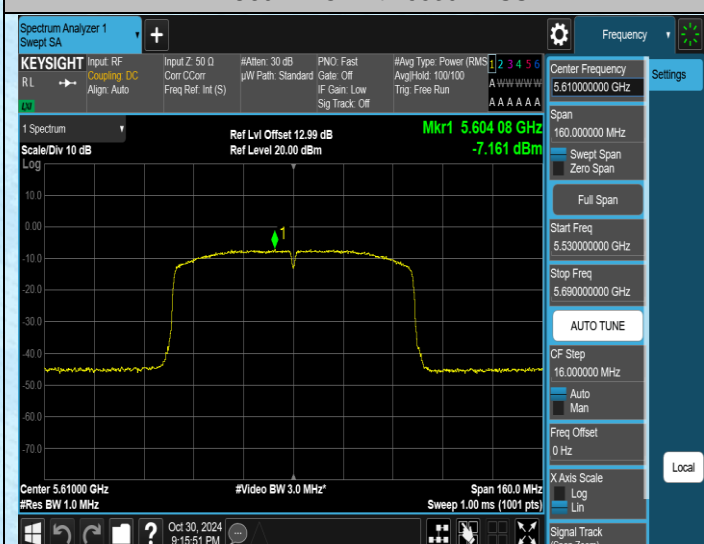 Spectrum Analyzer 1
Swept SA
Frequency
KEYSIGHT
RL
LXI
Input: RF
Coupling: DC
Align: Auto
Input Z: 50 Ω
Corr CCorr
Freq Ref: Int (S)
#Atten: 30 dB
µW Path: Standard
PNO: Fast
Gate: Off
IF Gain: Low
Sig Track: Off
#Avg Type: Power (RMS
Avg|Hold: 100/100
Trig: Free Run
1 2 3 4 5 6
A W W W W W
A A A A A A
1 Spectrum
Scale/Div 10 dB
Log
Ref Lvl Offset 12.99 dB
Ref Level 20.00 dBm
Mkr1 5.604 08 GHz
-7.161 dBm
10.0
0.00
-10.0
-20.0
-30.0
-40.0
-50.0
-60.0
-70.0
1
Center 5.61000 GHz
#Res BW 1.0 MHz
#Video BW 3.0 MHz*
Span 160.0 MHz
Sweep 1.00 ms (1001 pts)
Oct 30, 2024
9:15:51 PM
Center Frequency
5.610000000 GHz
Span
160.000000 MHz
Swept Span
Zero Span
Full Span
Start Freq
5.530000000 GHz
Stop Freq
5.690000000 GHz
AUTO TUNE
CF Step
16.000000 MHz
Auto
Man
Freq Offset
0 Hz
X Axis Scale
Log
Lin
Signal Track
Settings
Local